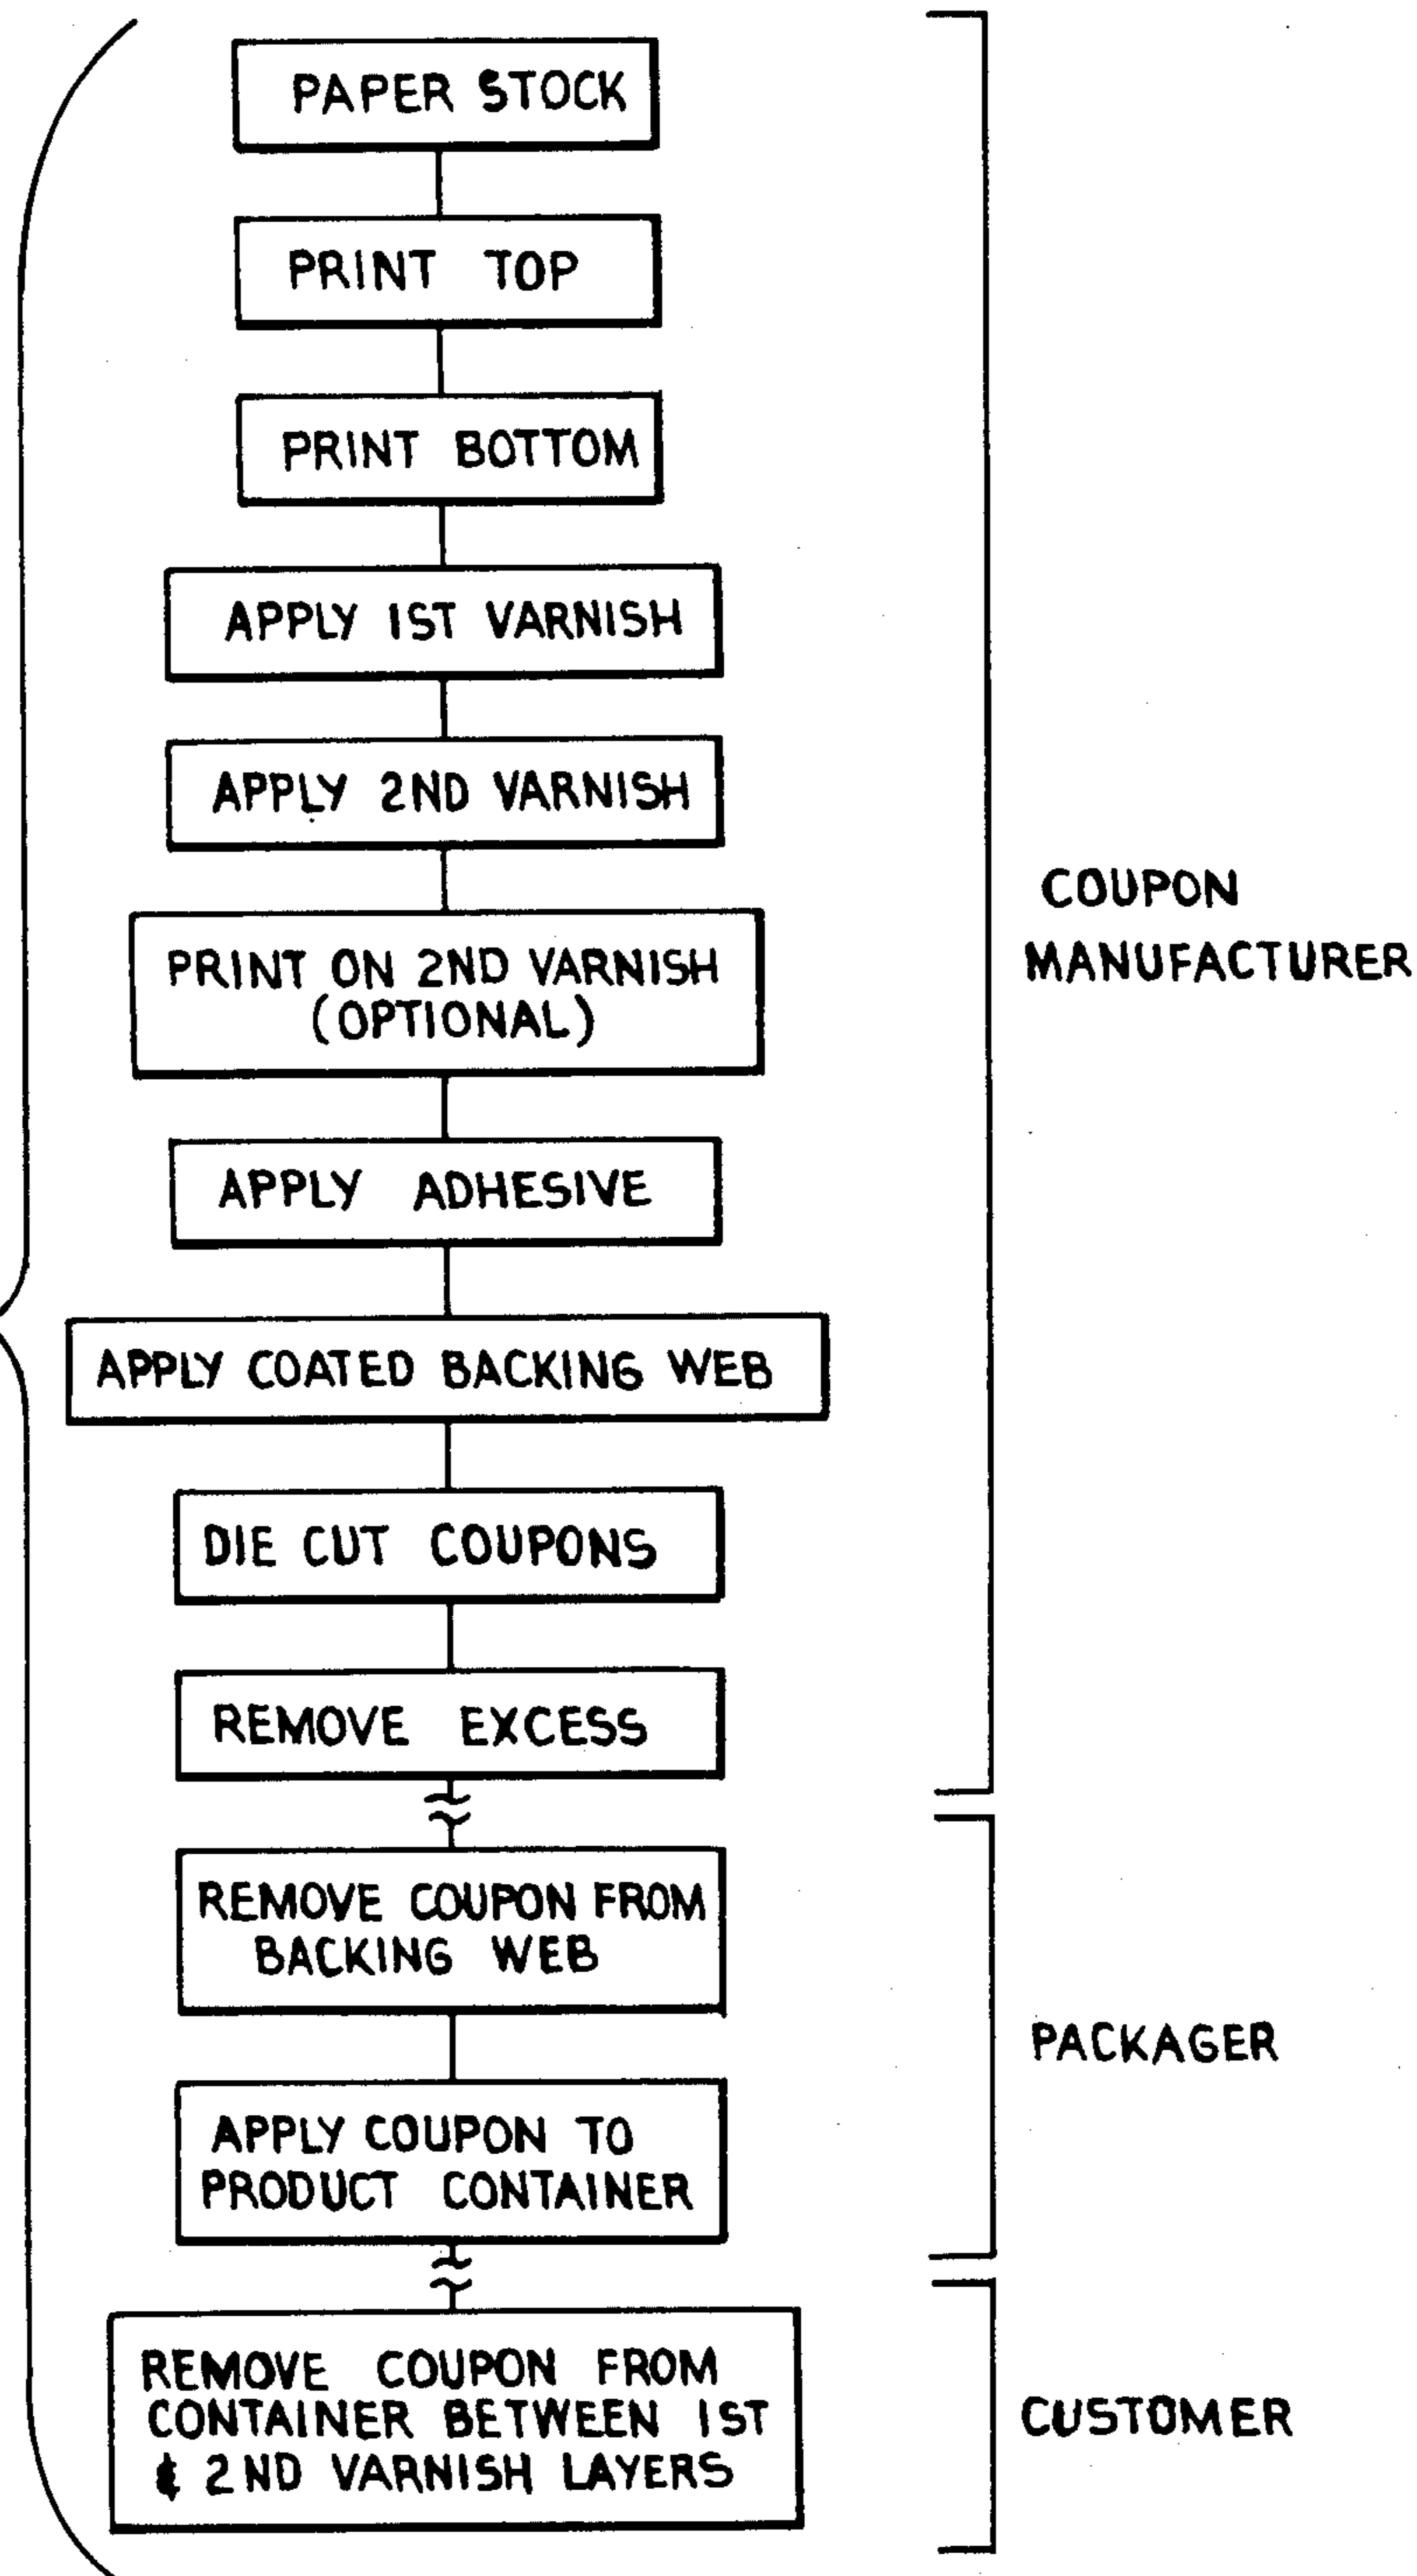 PAPER STOCK
PRINT TOP
PRINT BOTTOM
APPLY 1ST VARNISH
APPLY 2ND VARNISH
PRINT ON 2ND VARNISH
(OPTIONAL)
APPLY ADHESIVE
APPLY COATED BACKING WEB
DIE CUT COUPONS
REMOVE EXCESS
COUPON
MANUFACTURER
REMOVE COUPON FROM
BACKING WEB
APPLY COUPON TO
PRODUCT CONTAINER
PACKAGER
REMOVE COUPON FROM
CONTAINER BETWEEN 1ST
& 2ND VARNISH LAYERS
CUSTOMER